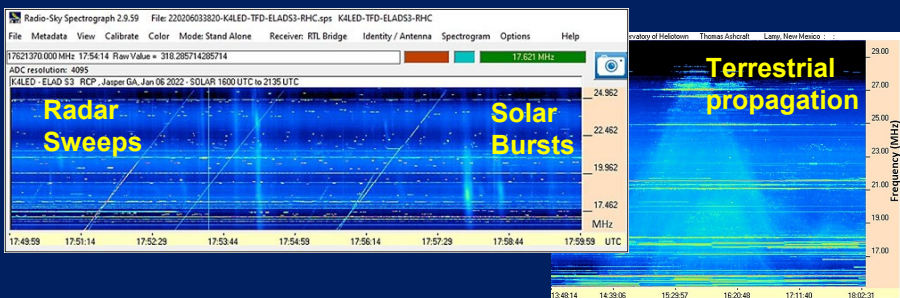 Radio-Sky Spectrograph 2.9.59 File: 220206033820-K4LED-TFD-ELADS3-RHC.sps K4LED-TFD-ELADS3-RHC
File Metadata View Calibrate Color Mode: Stand Alone Receiver: RTL Bridge Identity / Antenna Spectrogram Options Help
17621370.000 MHz 17:54:14 Raw Value = 318.285714285714
17.621 MHz
ADC resolution: 4095
K4LED - ELAD S3 RCP , Jasper GA, Jan 06 2022 - SOLAR 1600 UTC to 2135 UTC
Radar
Sweeps
Solar
Bursts
24.962
22.462
19.962
17.462
MHz
17:49:59 17:51:14 17:52:29 17:53:44 17:54:59 17:56:14 17:57:29 17:58:44 17:59:59 UTC
of Heliotown Thomas Ashcraft Lamy, New Mexico : :
Terrestrial
propagation
29.00
27.00
25.00
23.00
21.00
19.00
17.00
Frequency (MHz)
13:48:14 14:39:06 15:29:57 16:20:48 17:11:40 18:02:31